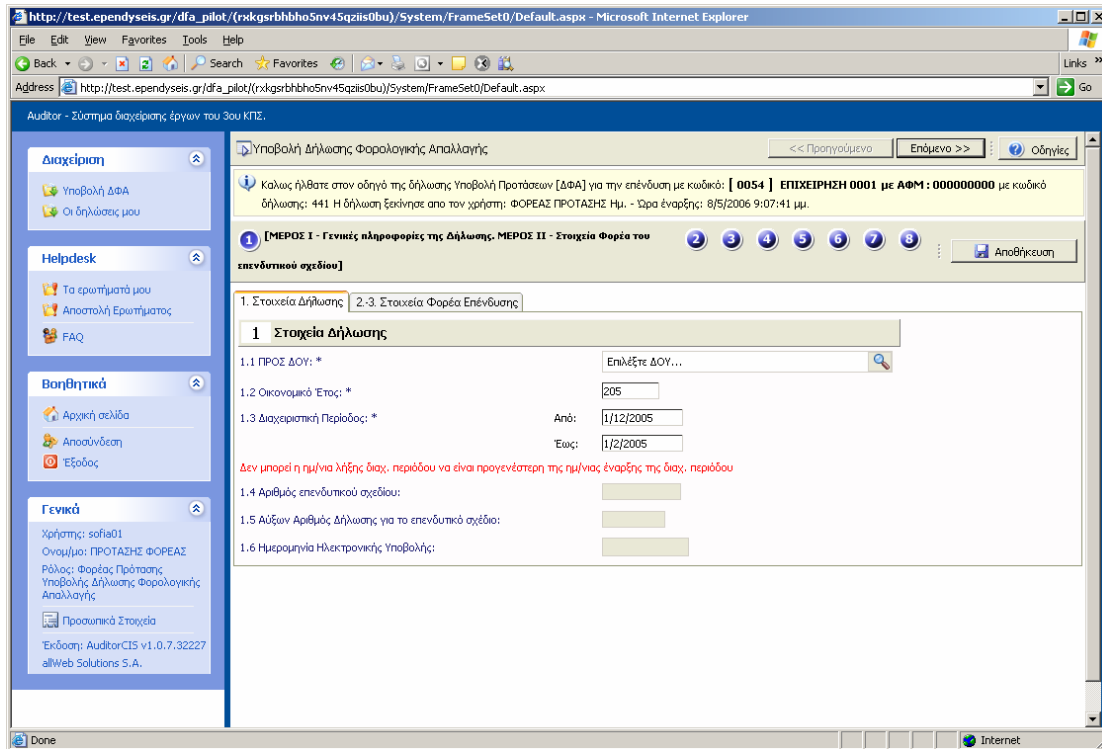 http://test.ependyseis.gr/dfa_pilot/(rxkgsrbhbho5nv45qziis0bu)/System/FrameSet0/Default.aspx - Microsoft Internet Explorer
File Edit View Favorites Tools Help
Back Search Favorites Links »
Address http://test.ependyseis.gr/dfa_pilot/(rxkgsrbhbho5nv45qziis0bu)/System/FrameSet0/Default.aspx Go
Auditor - Σύστημα διαχείρισης έργων του 3ου ΚΠΣ.
Διαχείριση
Υποβολή ΔΦΑ
Οι δηλώσεις μου
Helpdesk
Τα ερωτήματά μου
Αποστολή Ερωτήματος
FAQ
Βοηθητικά
Αρχική σελίδα
Αποσύνδεση
Έξοδος
Γενικά
Χρήστης: sofia01
Ονομ/μο: ΠΡΟΤΑΣΗΣ ΦΟΡΕΑΣ
Ρόλος: Φορέας Πρότασης
Υποβολής Δήλωσης Φορολογικής
Απαλλαγής
Προσωπικά Στοιχεία
Έκδοση: AuditorCIS v1.0.7.32227
allWeb Solutions S.A.
Υποβολή Δήλωσης Φορολογικής Απαλλαγής
<< Προηγούμενο Επόμενο >> Οδηγίες
Καλως ήλθατε στον οδηγό της δήλωσης Υποβολή Προτάσεων [ΔΦΑ] για την επένδυση με κωδικό: [ 0054 ] ΕΠΙΧΕΙΡΗΣΗ 0001 με ΑΦΜ : 000000000 με κωδικό
δήλωσης: 441 Η δήλωση ξεκίνησε απο τον χρήστη: ΦΟΡΕΑΣ ΠΡΟΤΑΣΗΣ Ημ. - Ώρα έναρξης: 8/5/2006 9:07:41 μμ.
1 [ΜΕΡΟΣ Ι - Γενικές πληροφορίες της Δήλωσης. ΜΕΡΟΣ ΙΙ - Στοιχεία Φορέα του
επενδυτικού σχεδίου]
2 3 4 5 6 7 8
Αποθήκευση
1. Στοιχεία Δήλωσης 2.-3. Στοιχεία Φορέα Επένδυσης
1 Στοιχεία Δήλωσης
1.1 ΠΡΟΣ ΔΟΥ: * Επιλέξτε ΔΟΥ...
1.2 Οικονομικό Έτος: * 205
1.3 Διαχειριστική Περίοδος: * Από: 1/12/2005
Έως: 1/2/2005
Δεν μπορεί η ημ/νια λήξης διαχ. περιόδου να είναι προγενέστερη της ημ/νιας έναρξης της διαχ. περιόδου
1.4 Αριθμός επενδυτικού σχεδίου:
1.5 Αύξων Αριθμός Δήλωσης για το επενδυτικό σχέδιο:
1.6 Ημερομηνία Ηλεκτρονικής Υποβολής:
Done Internet